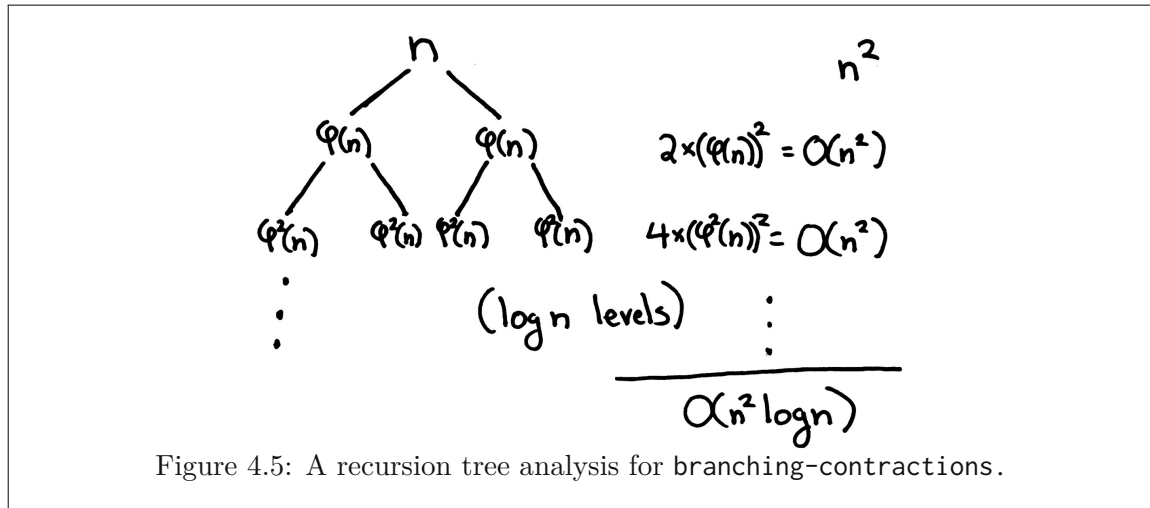 n n²
φ(n) φ(n) 2×(φ(n))² = O(n²)
φ²(n) φ²(n) φ²(n) φ²(n) 4×(φ²(n))² = O(n²)
(log n levels)
O(n² log n)
Figure 4.5: A recursion tree analysis for branching-contractions.